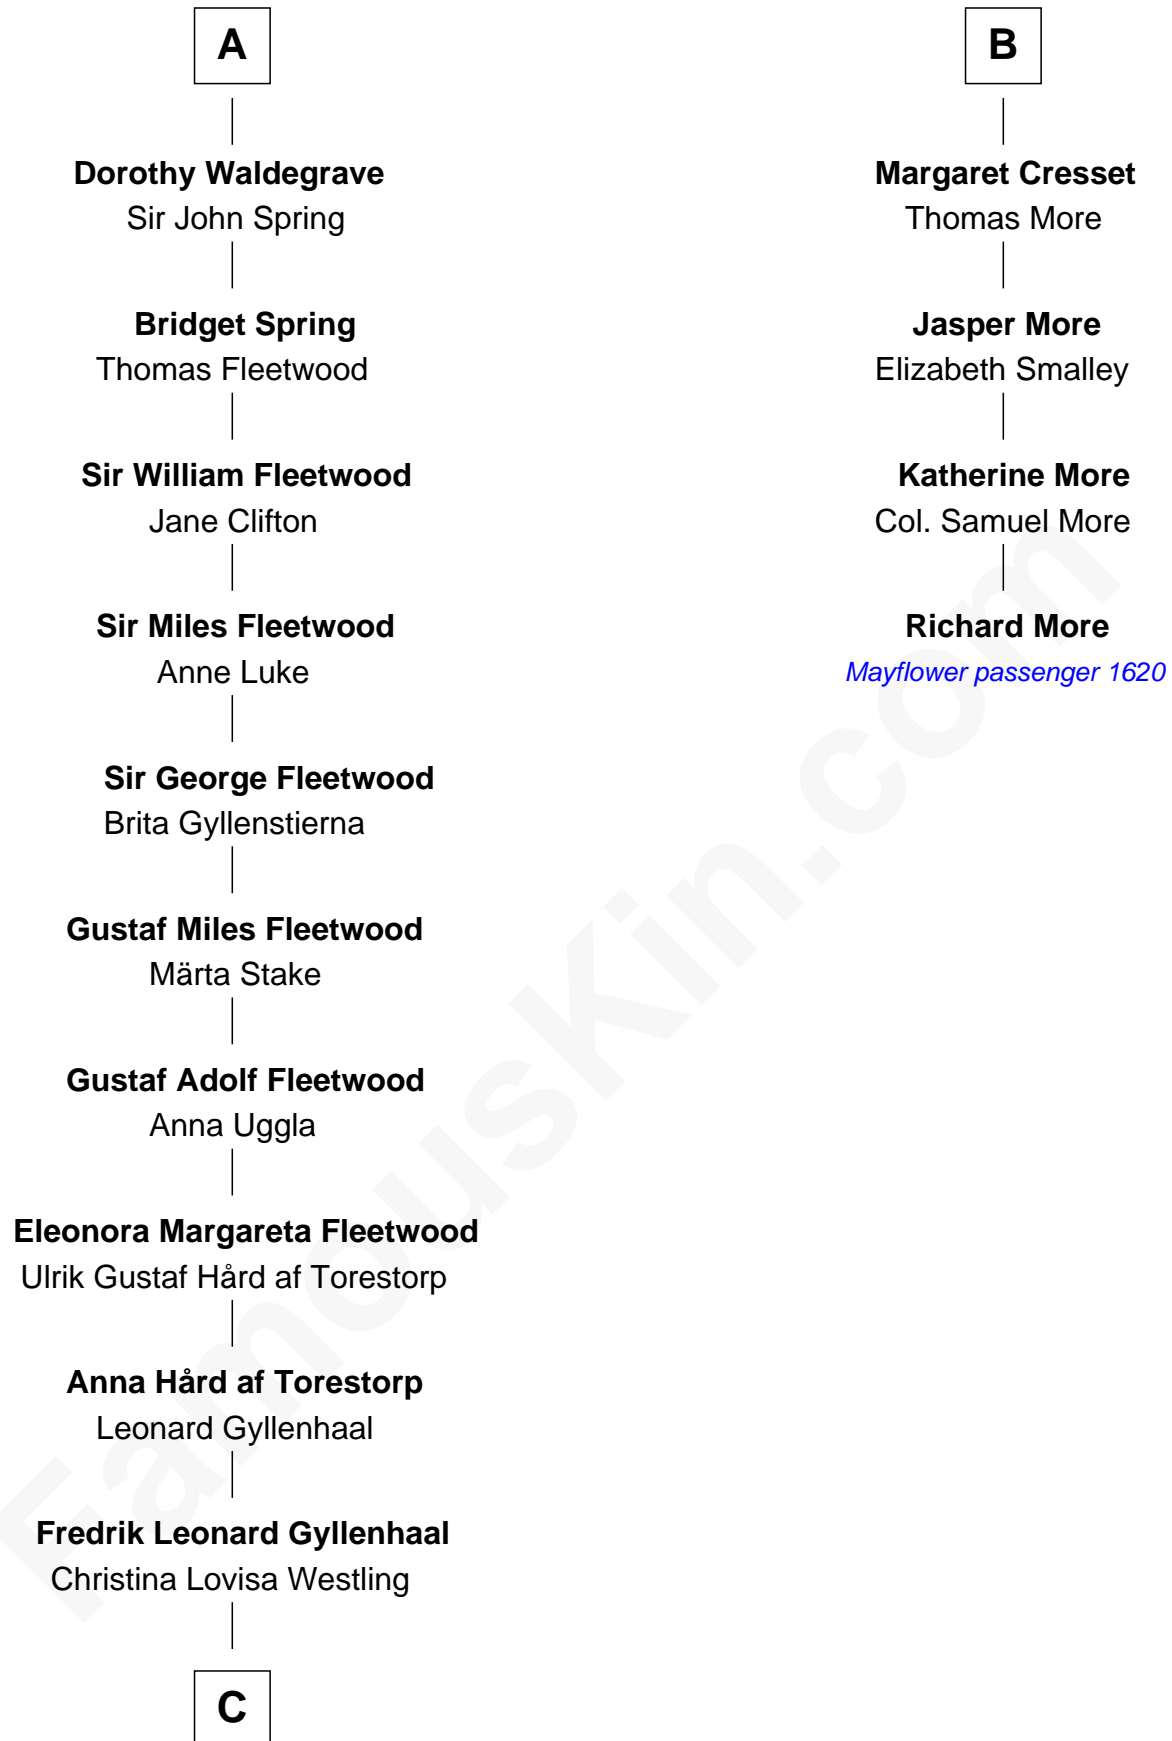 A
Dorothy Waldegrave
Sir John Spring
Bridget Spring
Thomas Fleetwood
Sir William Fleetwood
Jane Clifton
Sir Miles Fleetwood
Anne Luke
Sir George Fleetwood
Brita Gyllenstierna
Gustaf Miles Fleetwood
Märta Stake
Gustaf Adolf Fleetwood
Anna Uggla
Eleonora Margareta Fleetwood
Ulrik Gustaf Hård af Torestorp
Anna Hård af Torestorp
Leonard Gyllenhaal
Fredrik Leonard Gyllenhaal
Christina Lovisa Westling
C
B
Margaret Cresset
Thomas More
Jasper More
Elizabeth Smalley
Katherine More
Col. Samuel More
Richard More
Mayflower passenger 1620
FamousKin.com